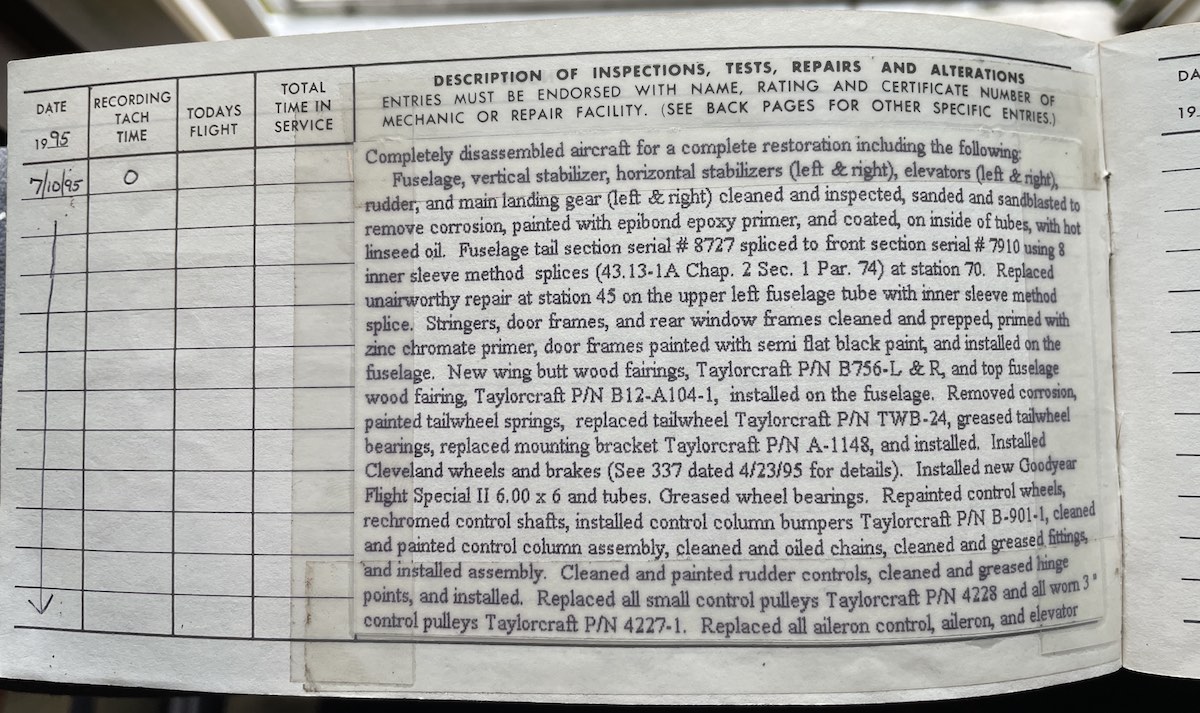 DATE
1995
RECORDING
TACH
TIME
TODAYS
FLIGHT
TOTAL
TIME IN
SERVICE
DESCRIPTION OF INSPECTIONS, TESTS, REPAIRS AND ALTERATIONS
ENTRIES MUST BE ENDORSED WITH NAME, RATING AND CERTIFICATE NUMBER OF
MECHANIC OR REPAIR FACILITY. (SEE BACK PAGES FOR OTHER SPECIFIC ENTRIES.)
7/10/95
0
Completely disassembled aircraft for a complete restoration including the following:
Fuselage, vertical stabilizer, horizontal stabilizers (left & right), elevators (left & right),
rudder, and main landing gear (left & right) cleaned and inspected, sanded and sandblasted to
remove corrosion, painted with epibond epoxy primer, and coated, on inside of tubes, with hot
linseed oil. Fuselage tail section serial # 8727 spliced to front section serial # 7910 using 8
inner sleeve method splices (43.13-1A Chap. 2 Sec. 1 Par. 74) at station 70. Replaced
unairworthy repair at station 45 on the upper left fuselage tube with inner sleeve method
splice. Stringers, door frames, and rear window frames cleaned and prepped, primed with
zinc chromate primer, door frames painted with semi flat black paint, and installed on the
fuselage. New wing butt wood fairings, Taylorcraft P/N B756-L & R, and top fuselage
wood fairing, Taylorcraft P/N B12-A104-1, installed on the fuselage. Removed corrosion,
painted tailwheel springs, replaced tailwheel Taylorcraft P/N TWB-24, greased tailwheel
bearings, replaced mounting bracket Taylorcraft P/N A-1148, and installed. Installed
Cleveland wheels and brakes (See 337 dated 4/23/95 for details). Installed new Goodyear
Flight Special II 6.00 x 6 and tubes. Greased wheel bearings. Repainted control wheels,
rechromed control shafts, installed control column bumpers Taylorcraft P/N B-901-1, cleaned
and painted control column assembly, cleaned and oiled chains, cleaned and greased fittings,
and installed assembly. Cleaned and painted rudder controls, cleaned and greased hinge
points, and installed. Replaced all small control pulleys Taylorcraft P/N 4228 and all worn 3"
control pulleys Taylorcraft P/N 4227-1. Replaced all aileron control, aileron, and elevator
DA
19